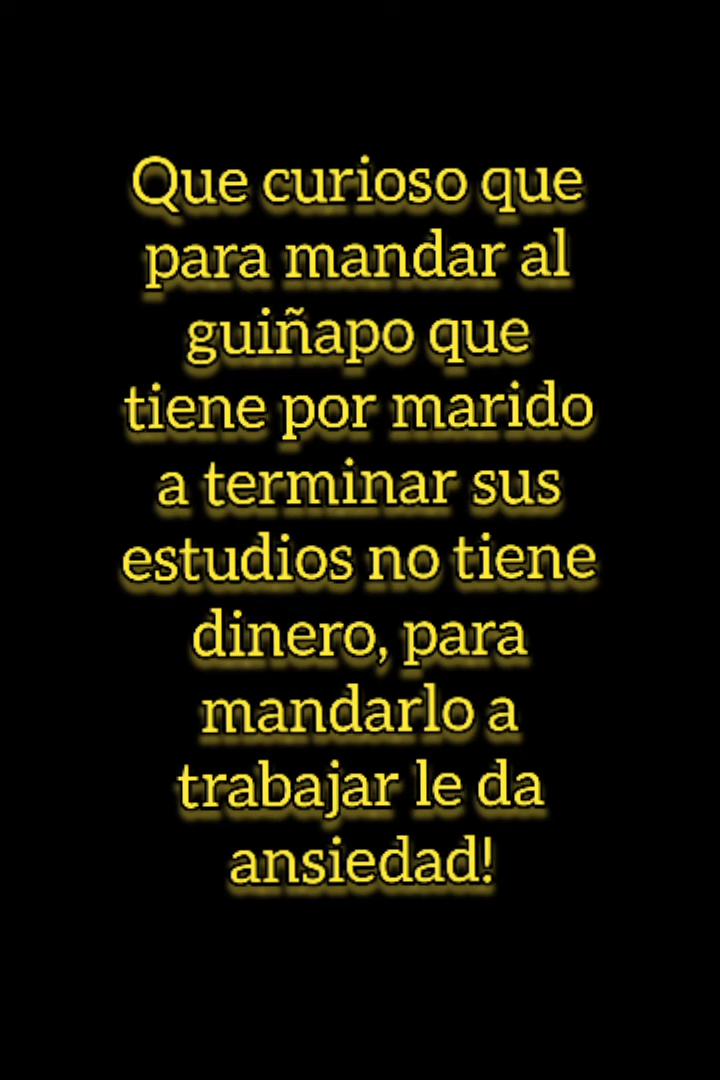 Que curioso que
para mandar al
guiñapo que
tiene por marido
a terminar sus
estudios no tiene
dinero, para
mandarlo a
trabajar le da
ansiedad!